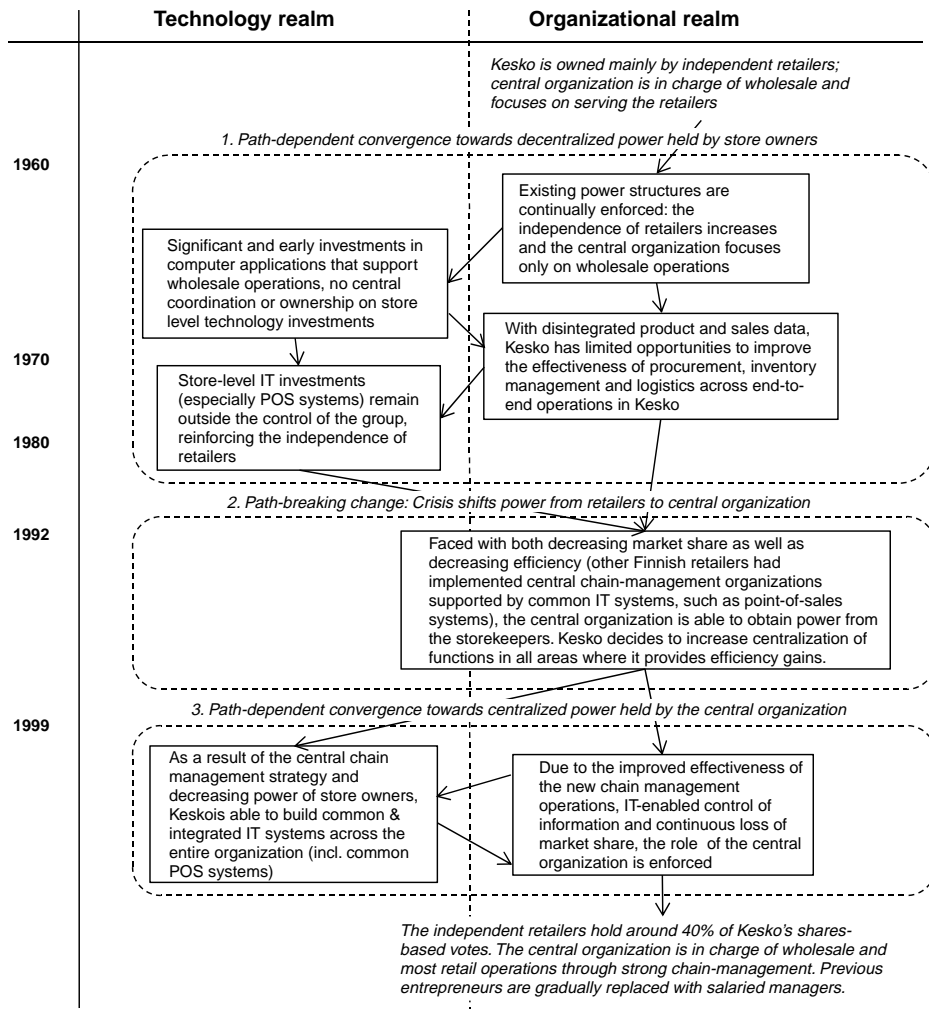 Technology realm
Organizational realm
Kesko is owned mainly by independent retailers;
central organization is in charge of wholesale and
focuses on serving the retailers
1. Path-dependent convergence towards decentralized power held by store owners
1960
Existing power structures are
continually enforced: the
independence of retailers increases
and the central organization focuses
only on wholesale operations
Significant and early investments in
computer applications that support
wholesale operations, no central
coordination or ownership on store
level technology investments
With disintegrated product and sales data,
Kesko has limited opportunities to improve
the effectiveness of procurement, inventory
management and logistics across end-to-
end operations in Kesko
1970
Store-level IT investments
(especially POS systems) remain
outside the control of the group,
reinforcing the independence of
retailers
1980
2. Path-breaking change: Crisis shifts power from retailers to central organization
1992
Faced with both decreasing market share as well as
decreasing efficiency (other Finnish retailers had
implemented central chain-management organizations
supported by common IT systems, such as point-of-sales
systems), the central organization is able to obtain power from
the storekeepers. Kesko decides to increase centralization of
functions in all areas where it provides efficiency gains.
3. Path-dependent convergence towards centralized power held by the central organization
1999
As a result of the central chain
management strategy and
decreasing power of store owners,
Keskois able to build common &
integrated IT systems across the
entire organization (incl. common
POS systems)
Due to the improved effectiveness of
the new chain management
operations, IT-enabled control of
information and continuous loss of
market share, the role of the central
organization is enforced
The independent retailers hold around 40% of Kesko's shares-
based votes. The central organization is in charge of wholesale and
most retail operations through strong chain-management. Previous
entrepreneurs are gradually replaced with salaried managers.